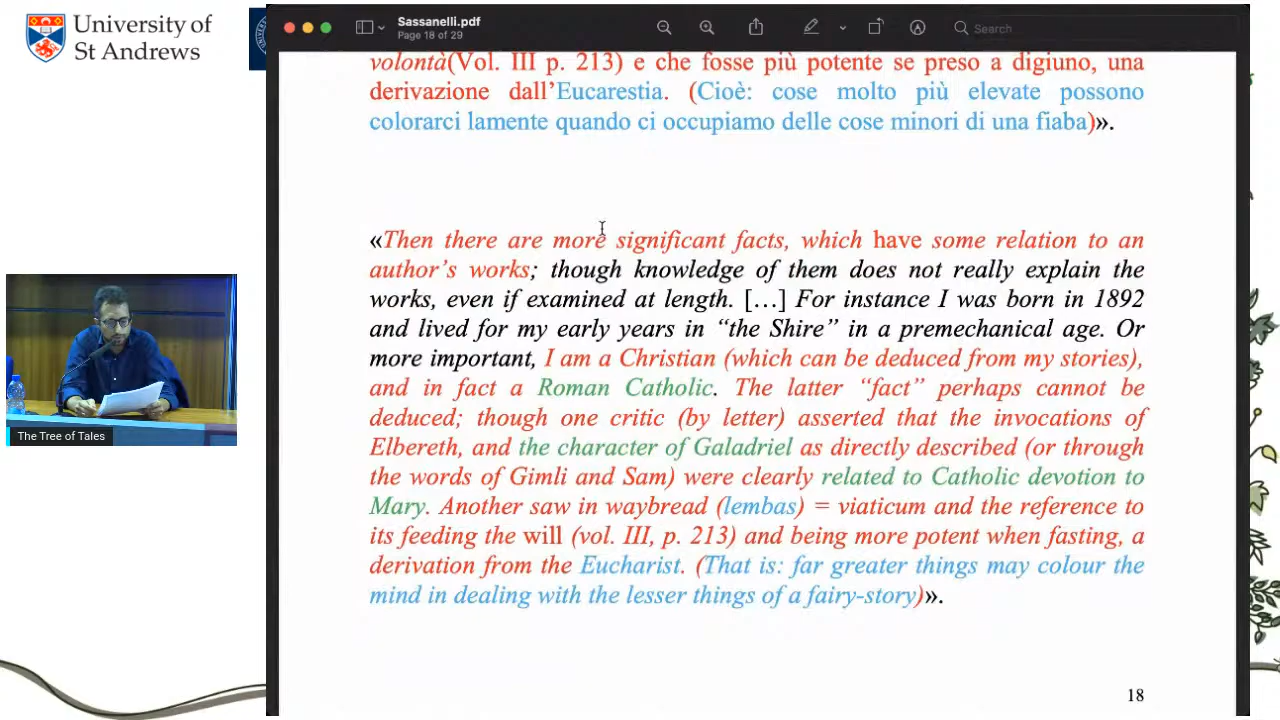 University of
St Andrews
Sassanelli.pdf
Page 18 of 29
Search
volontà(Vol. III p. 213) e che fosse più potente se preso a digiuno, una
derivazione dall’Eucarestia. (Cioè: cose molto più elevate possono
colorarci lamente quando ci occupiamo delle cose minori di una fiaba)».
«Then there are more significant facts, which have some relation to an
author’s works; though knowledge of them does not really explain the
works, even if examined at length. […] For instance I was born in 1892
and lived for my early years in “the Shire” in a premechanical age. Or
more important, I am a Christian (which can be deduced from my stories),
and in fact a Roman Catholic. The latter “fact” perhaps cannot be
deduced; though one critic (by letter) asserted that the invocations of
Elbereth, and the character of Galadriel as directly described (or through
the words of Gimli and Sam) were clearly related to Catholic devotion to
Mary. Another saw in waybread (lembas) = viaticum and the reference to
its feeding the will (vol. III, p. 213) and being more potent when fasting, a
derivation from the Eucharist. (That is: far greater things may colour the
mind in dealing with the lesser things of a fairy-story)».
The Tree of Tales
18